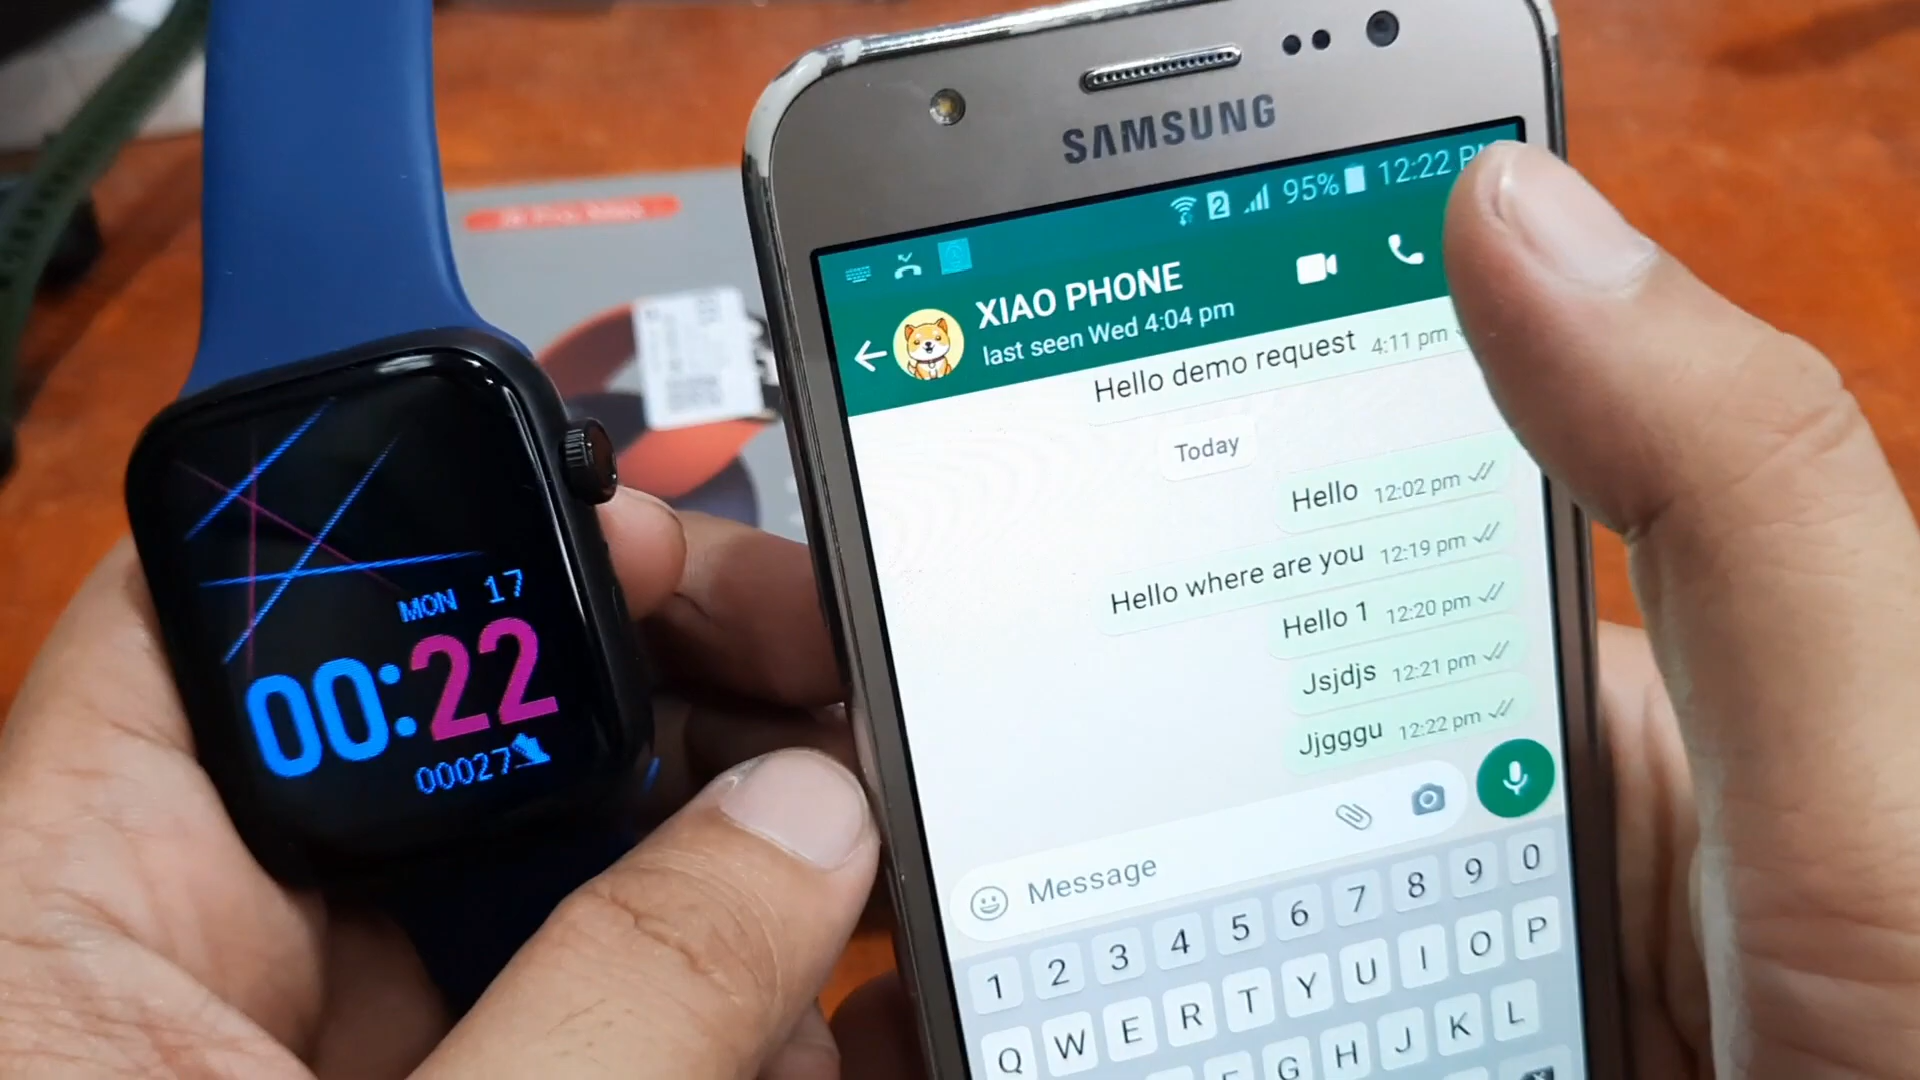 SAMSUNG
2 95% 12:22 P
XIAO PHONE
last seen Wed 4:04 pm
Hello demo request 4:11 pm
Today
Hello 12:02 pm
Hello where are you 12:19 pm
Hello 1 12:20 pm
Jsjdjs 12:21 pm
Jjgggu 12:22 pm
Message
1 2 3 4 5 6 7 8 9 0
Q W E R T Y U I O P
G H J K L
MON 17
00:22
00027